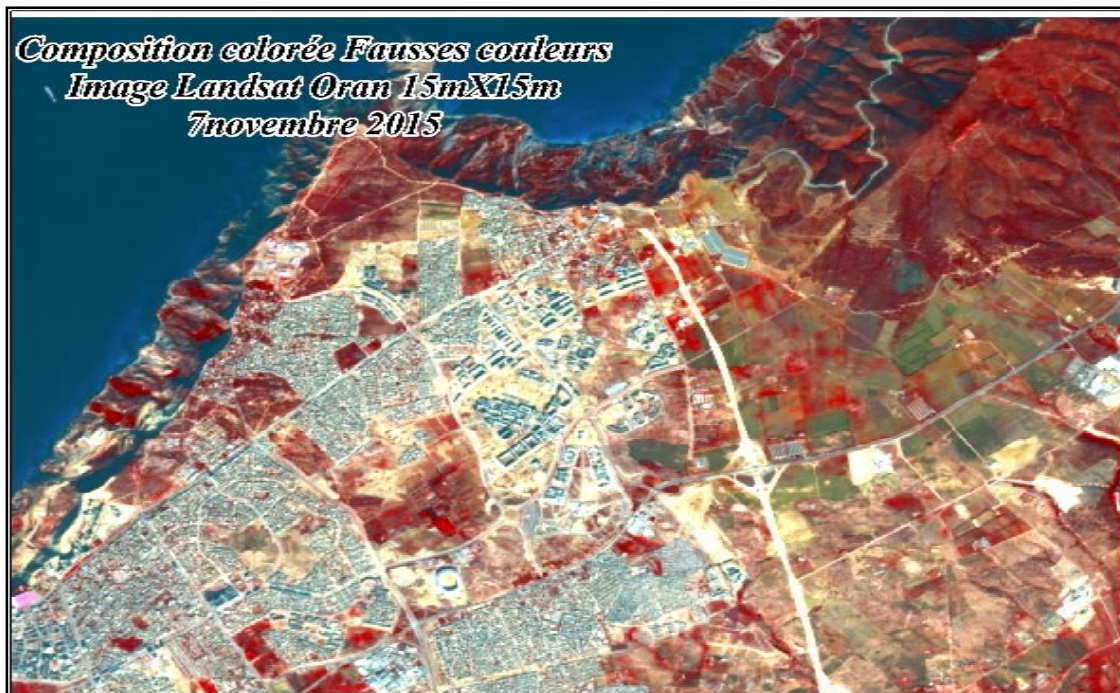 Composition colorée Fausses couleurs
Image Landsat Oran 15mX15m
7novembre 2015